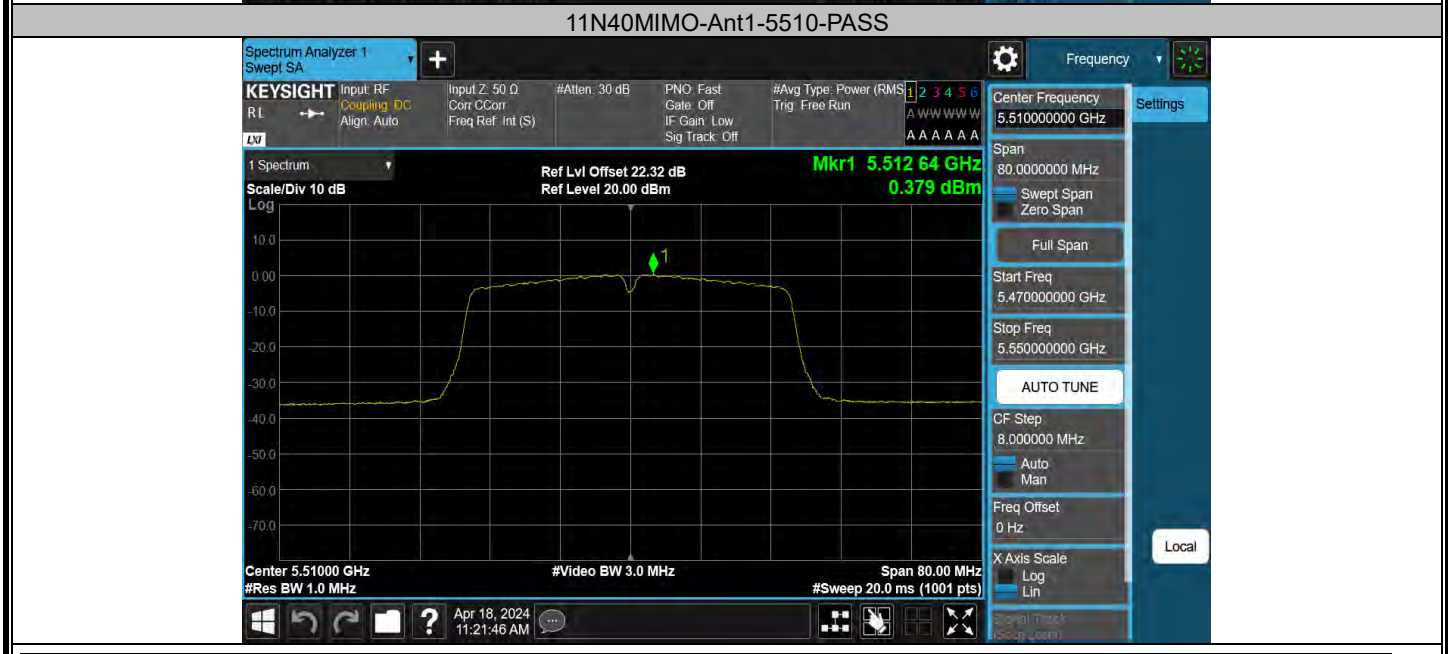 11N40MIMO-Ant1-5510-PASS
Spectrum Analyzer 1
Swept SA
Frequency
KEYSIGHT
RL
LXI
Input: RF
Coupling: DC
Align: Auto
Input Z: 50 Ω
Corr CCorr
Freq Ref: Int (S)
#Atten: 30 dB
PNO: Fast
Gate: Off
IF Gain: Low
Sig Track: Off
#Avg Type: Power (RMS
Trig: Free Run
1 2 3 4 5 6
A W W W W W
A A A A A A
Center Frequency
5.510000000 GHz
Settings
Span
80.0000000 MHz
Swept Span
Zero Span
Full Span
Start Freq
5.470000000 GHz
Stop Freq
5.550000000 GHz
AUTO TUNE
CF Step
8.000000 MHz
Auto
Man
Freq Offset
0 Hz
X Axis Scale
Log
Lin
Local
1 Spectrum
Scale/Div 10 dB
Log
Ref Lvl Offset 22.32 dB
Ref Level 20.00 dBm
Mkr1 5.512 64 GHz
0.379 dBm
1
10.0
0.00
-10.0
-20.0
-30.0
-40.0
-50.0
-60.0
-70.0
Center 5.51000 GHz
#Res BW 1.0 MHz
#Video BW 3.0 MHz
Span 80.00 MHz
#Sweep 20.0 ms (1001 pts)
Apr 18, 2024
11:21:46 AM